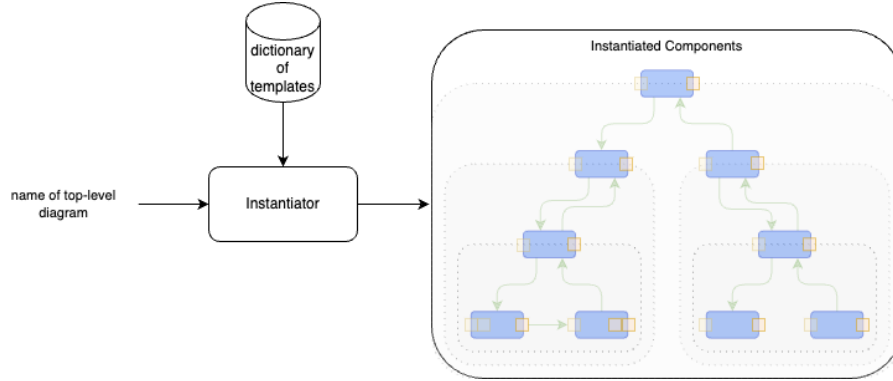 dictionary
of
templates
Instantiated Components
name of top-level
diagram
Instantiator